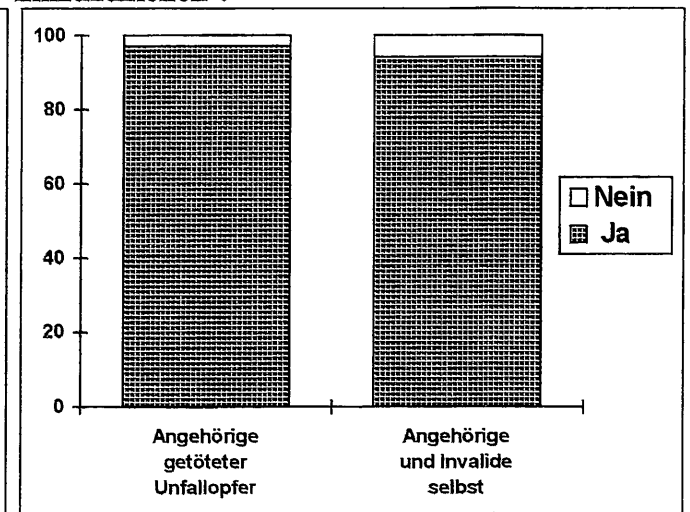 100
80
60
40
20
0
Nein
Ja
Angehörige
getöteter
Unfallopfer
Angehörige
und Invalide
selbst